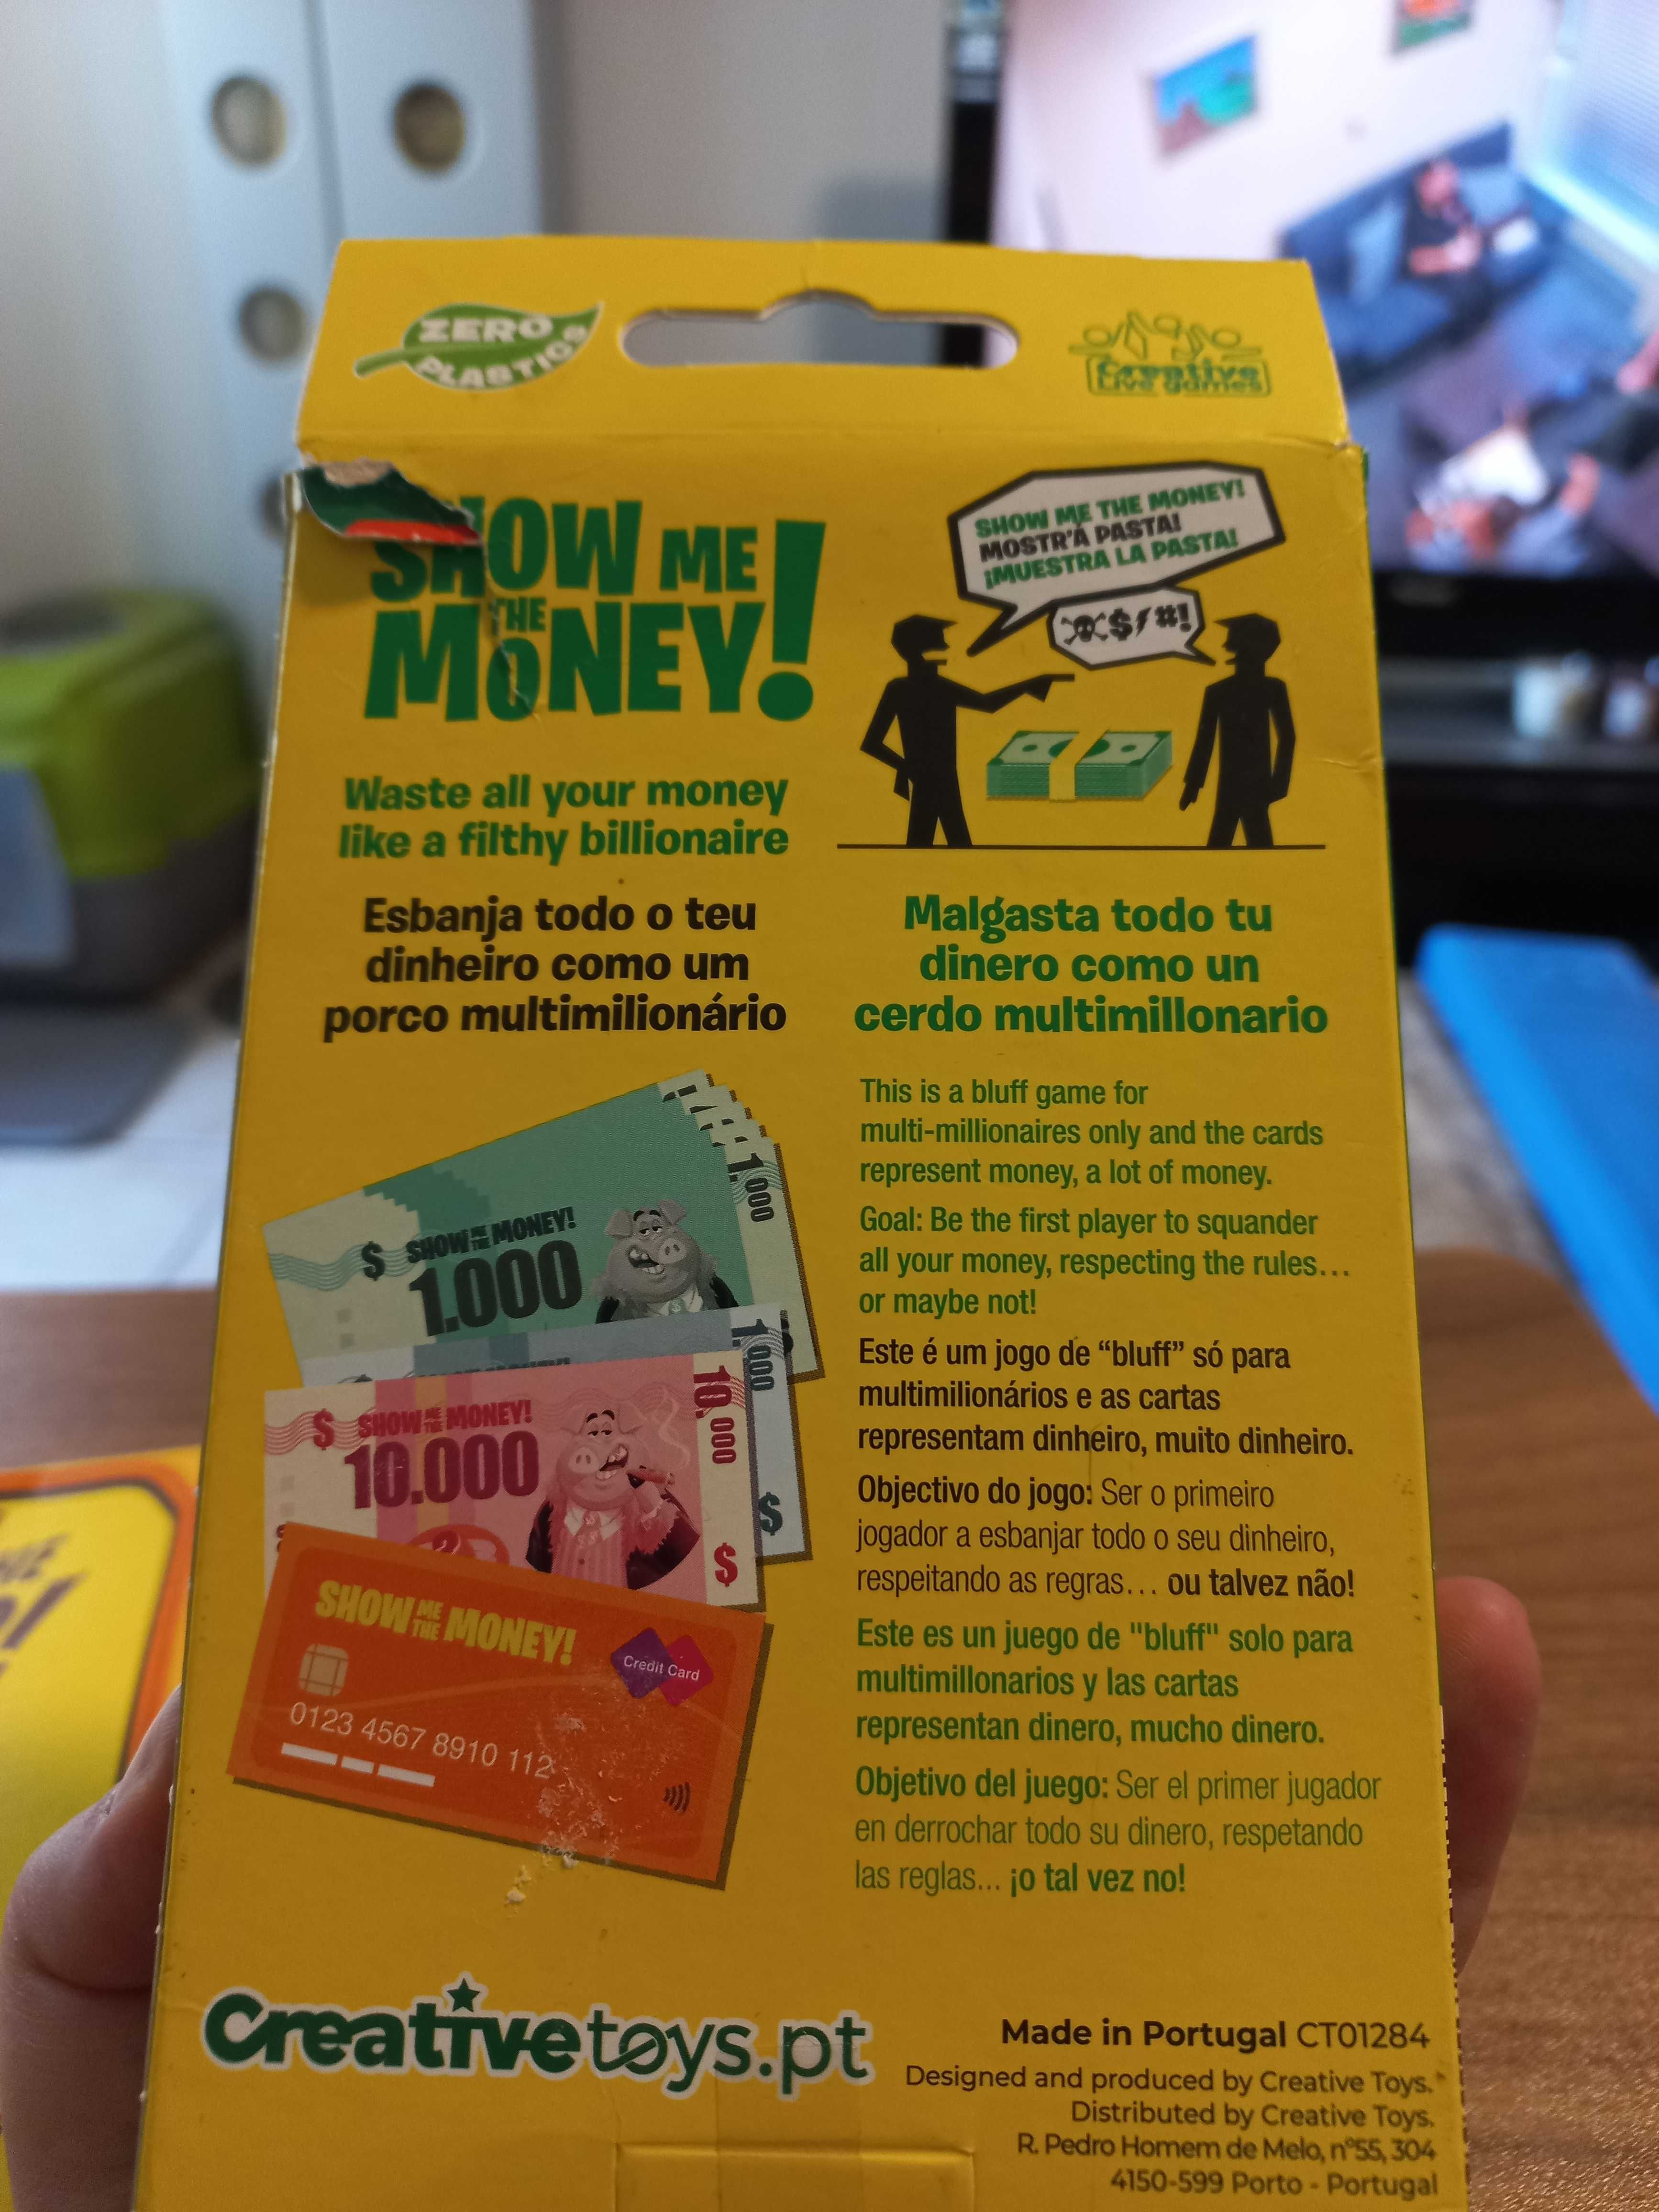 ZERO
PLASTICS
Creative
Live games
SHOW ME
THE
MONEY!
SHOW ME THE MONEY!
MOSTR'A PASTA!
¡MUESTRA LA PASTA!
$ #!
Waste all your money
like a filthy billionaire
Esbanja todo o teu
dinheiro como um
porco multimilionário
Malgasta todo tu
dinero como un
cerdo multimillonario
This is a bluff game for
multi-millionaires only and the cards
represent money, a lot of money.
Goal: Be the first player to squander
all your money, respecting the rules...
or maybe not!
Este é um jogo de “bluff” só para
multimilionários e as cartas
representam dinheiro, muito dinheiro.
Objectivo do jogo: Ser o primeiro
jogador a esbanjar todo o seu dinheiro,
respeitando as regras... ou talvez não!
Este es un juego de "bluff" solo para
multimillonarios y las cartas
representan dinero, mucho dinero.
Objetivo del juego: Ser el primer jugador
en derrochar todo su dinero, respetando
las reglas... ¡o tal vez no!
$ SHOW ME THE MONEY!
1.000
1.000
$ SHOW ME THE MONEY!
10.000
10.000
$
$
SHOW ME THE MONEY!
Credit Card
0123 4567 8910 112
Creativetoys.pt
Made in Portugal CT01284
Designed and produced by Creative Toys.
Distributed by Creative Toys.
R. Pedro Homem de Melo, nº55, 304
4150-599 Porto - Portugal